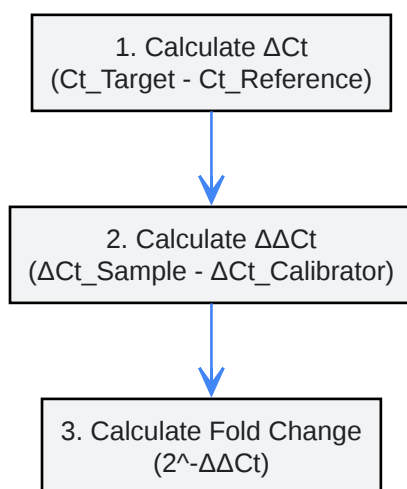 1. Calculate ΔCt
(Ct_Target - Ct_Reference)
2. Calculate ΔΔCt
(ΔCt_Sample - ΔCt_Calibrator)
3. Calculate Fold Change
(2^-ΔΔCt)